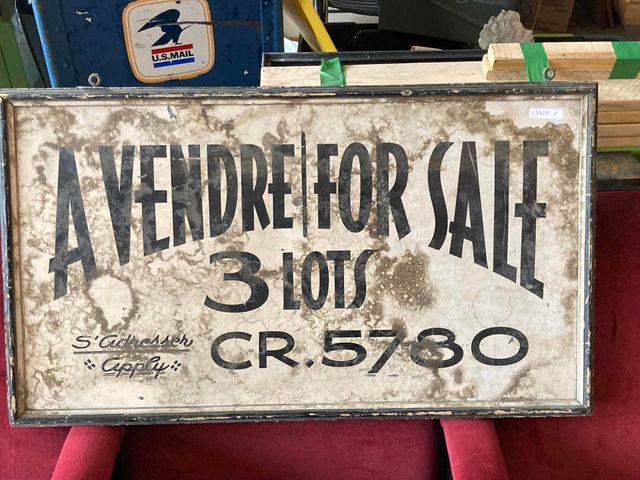 U.S.MAIL
A VENDRE | FOR SALE
3 LOTS
S'adresser
Apply
CR.5780